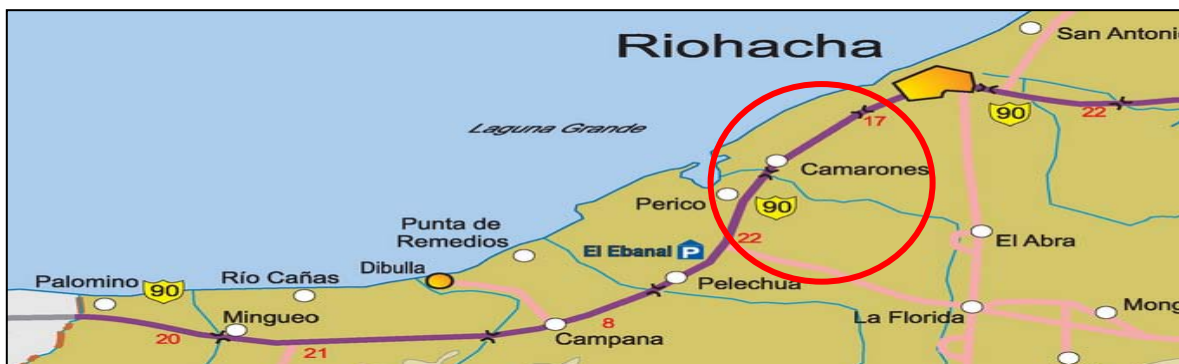 Riohacha
San Antonio
17
90
22
Laguna Grande
Camarones
Perico
90
22
Punta de
Remedios
El Ebanal P
El Abra
Palomino
90
Río Cañas
Dibulla
Pelechua
Mingueo
La Florida
8
20
21
Campana